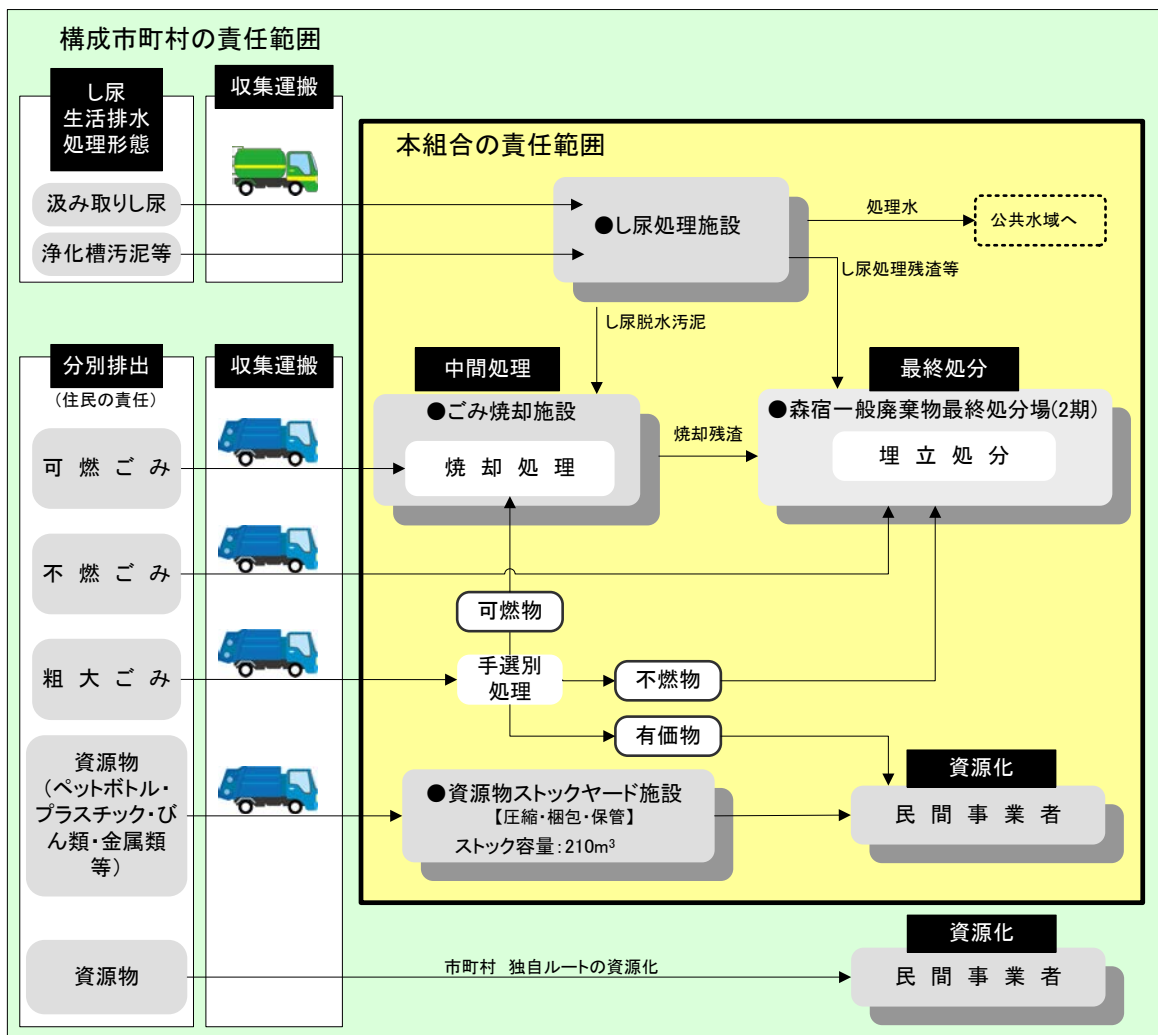 構成市町村の責任範囲
し尿
生活排水
処理形態
収集運搬
汲み取りし尿
浄化槽汚泥等
本組合の責任範囲
●し尿処理施設
処理水
公共水域へ
し尿処理残渣等
し尿脱水汚泥
分別排出
(住民の責任)
収集運搬
中間処理
最終処分
●ごみ焼却施設
焼却処理
焼却残渣
●森宿一般廃棄物最終処分場(2期)
埋立処分
可燃ごみ
不燃ごみ
粗大ごみ
可燃物
手選別
処理
不燃物
有価物
資源物
(ペットボトル・
プラスチック・び
ん類・金属類
等)
●資源物ストックヤード施設
【圧縮・梱包・保管】
ストック容量:210m³
資源化
民間事業者
資源物
市町村 独自ルートの資源化
資源化
民間事業者